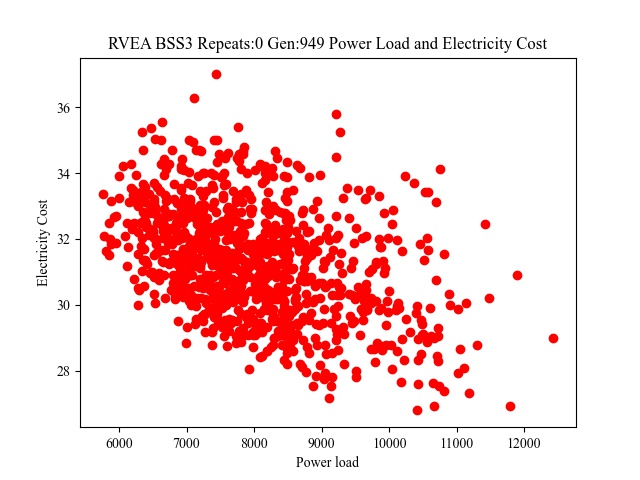 RVEA BSS3 Repeats:0 Gen:949 Power Load and Electricity Cost
36
34
32
30
28
Electricity Cost
6000 7000 8000 9000 10000 11000 12000
Power load